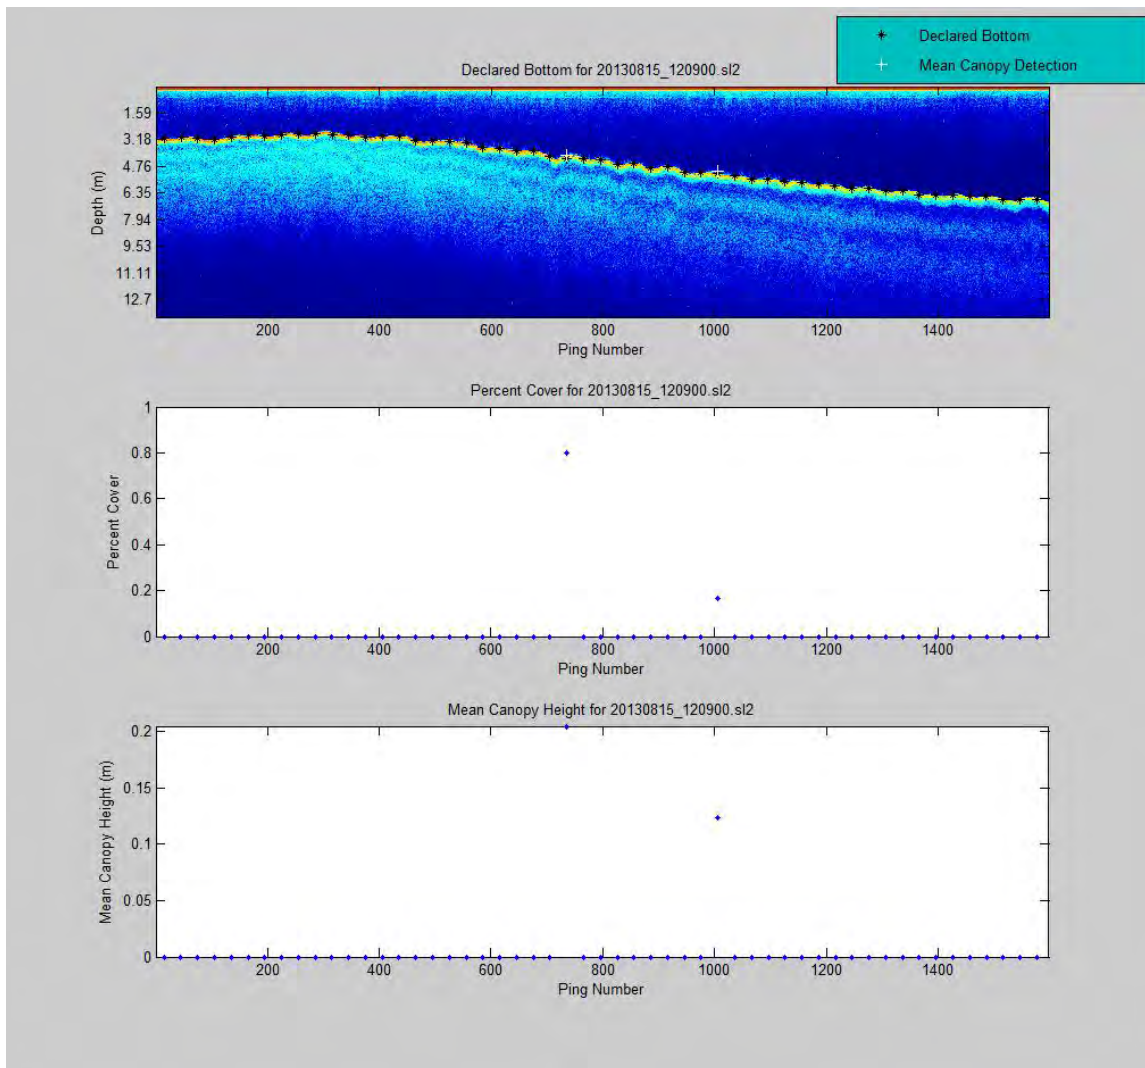 Declared Bottom
Mean Canopy Detection
Declared Bottom for 20130815_120900.sl2
Depth (m)
1.59
3.18
4.76
6.35
7.94
9.53
11.11
12.7
200 400 600 800 1000 1200 1400
Ping Number
Percent Cover for 20130815_120900.sl2
Percent Cover
1
0.8
0.6
0.4
0.2
0
200 400 600 800 1000 1200 1400
Ping Number
Mean Canopy Height for 20130815_120900.sl2
Mean Canopy Height (m)
0.2
0.15
0.1
0.05
0
200 400 600 800 1000 1200 1400
Ping Number